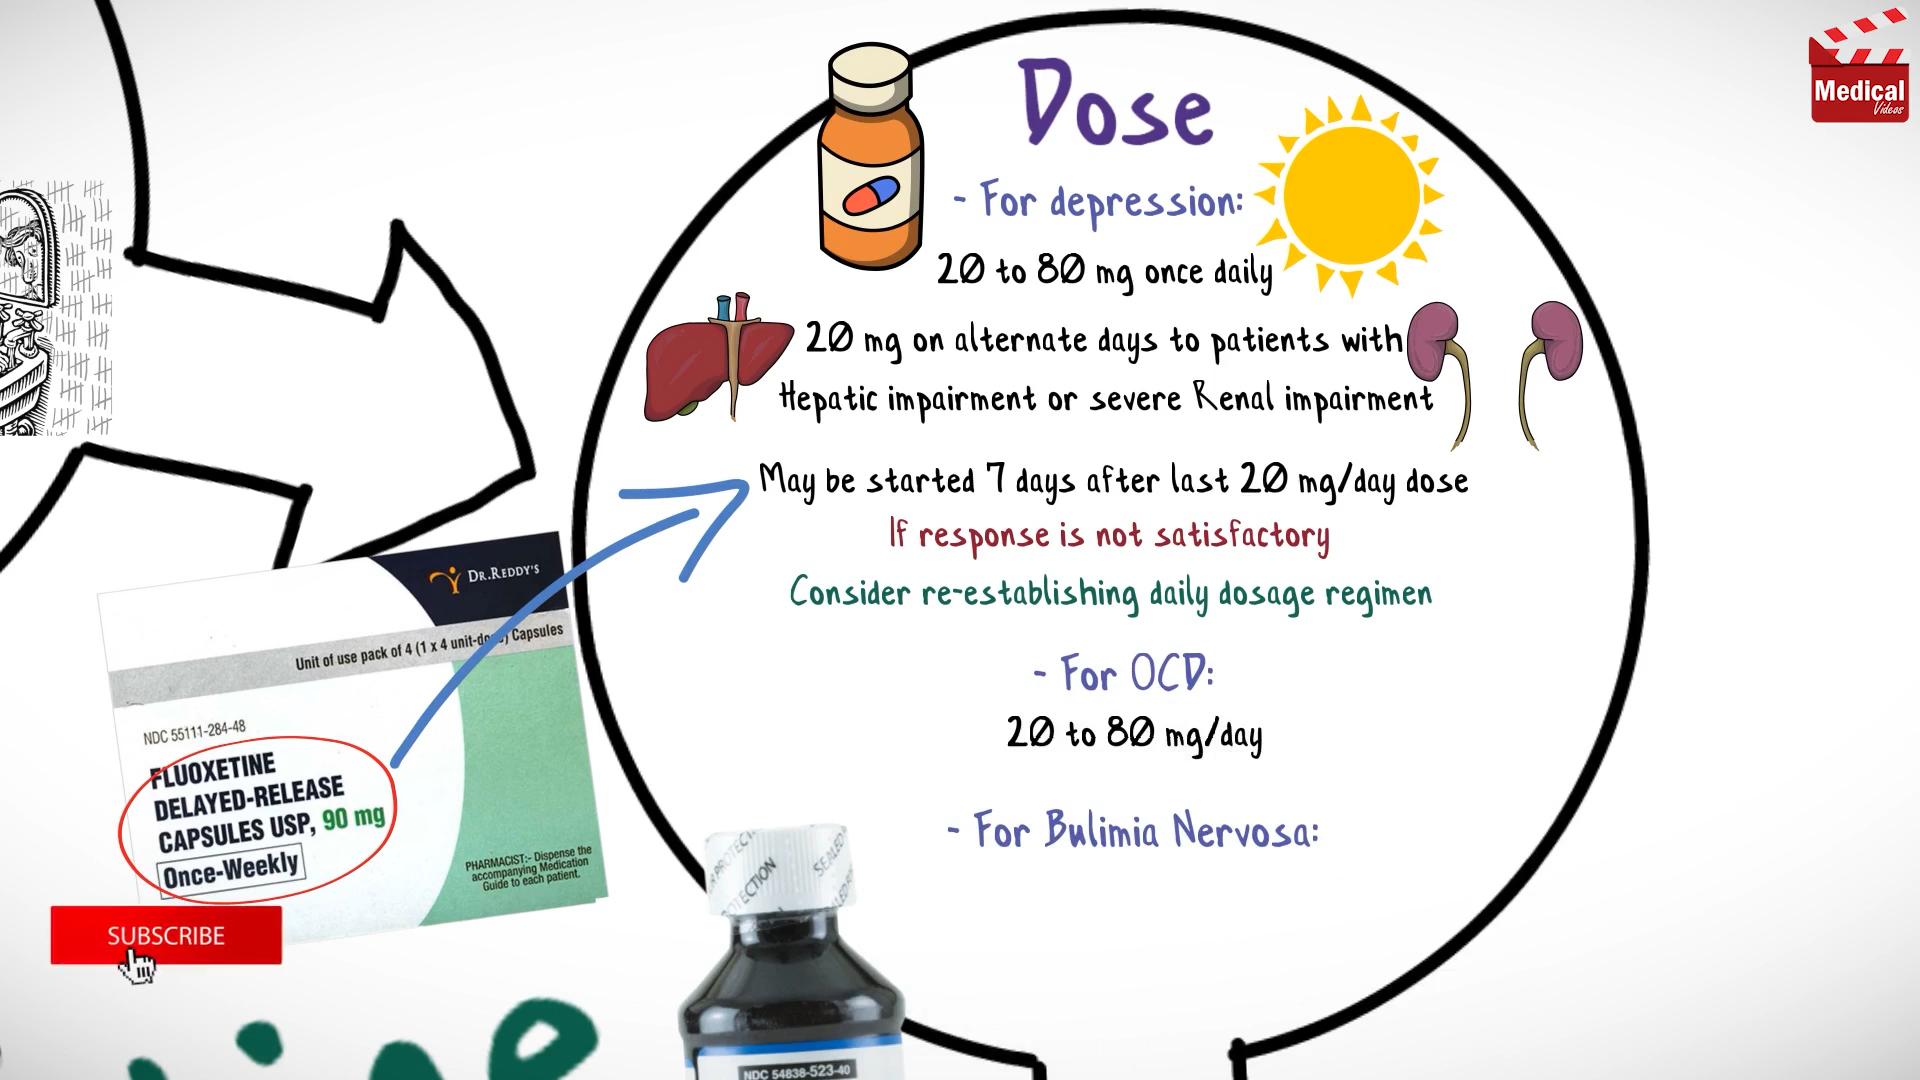 Medical
Videos
Dose
- For depression:
20 to 80 mg once daily
20 mg on alternate days to patients with
Hepatic impairment or severe Renal impairment
May be started 7 days after last 20 mg/day dose
If response is not satisfactory
Consider re-establishing daily dosage regimen
- For OCD:
20 to 80 mg/day
- For Bulimia Nervosa:
DR.REDDY'S
Unit of use pack of 4 (1 x 4 unit-dose) Capsules
NDC 55111-284-48
FLUOXETINE
DELAYED-RELEASE
CAPSULES USP, 90 mg
Once-Weekly
PHARMACIST:- Dispense the
accompanying Medication
Guide to each patient.
SUBSCRIBE
NDC 54838-523-40